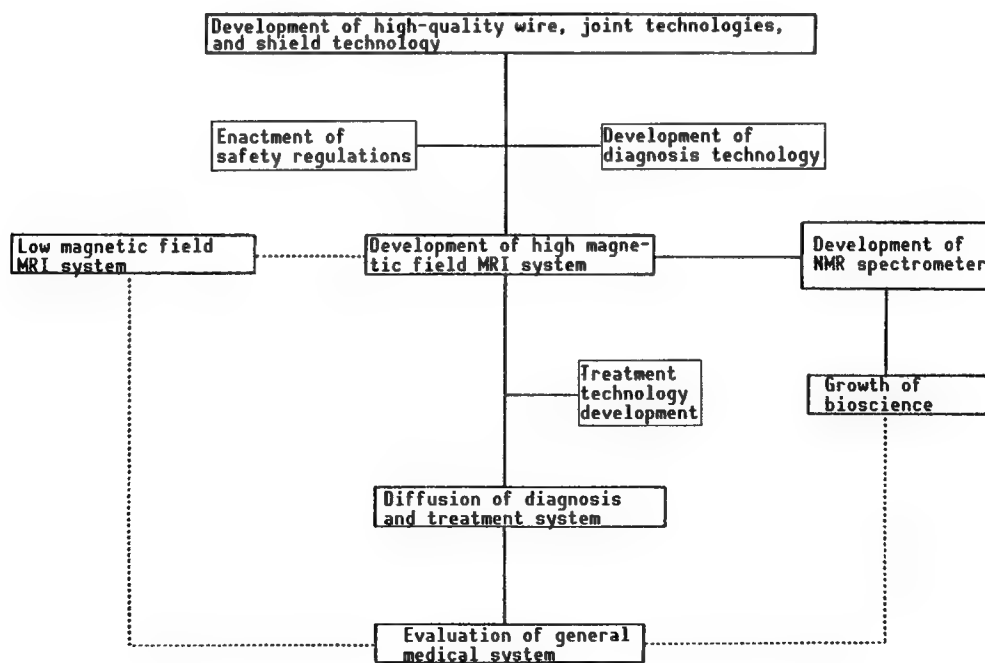 Development of high-quality wire, joint technologies,
and shield technology
Enactment of
safety regulations
Development of
diagnosis technology
Low magnetic field
MRI system
Development of high magne-
tic field MRI system
Development of
NMR spectrometer
Treatment
technology
development
Growth of
bioscience
Diffusion of diagnosis
and treatment system
Evaluation of general
medical system